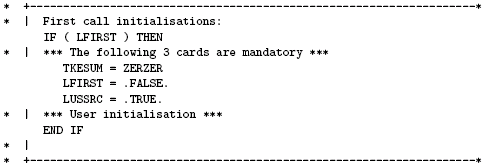 *  +-------------------------------------------------------------------*
*  |  First call initialisations:
      IF ( LFIRST ) THEN
*  |  *** The following 3 cards are mandatory ***
         TKESUM = ZERZER
         LFIRST = .FALSE.
         LUSSRC = .TRUE.
*  |  *** User initialisation ***
      END IF
*  |
*  +-------------------------------------------------------------------*